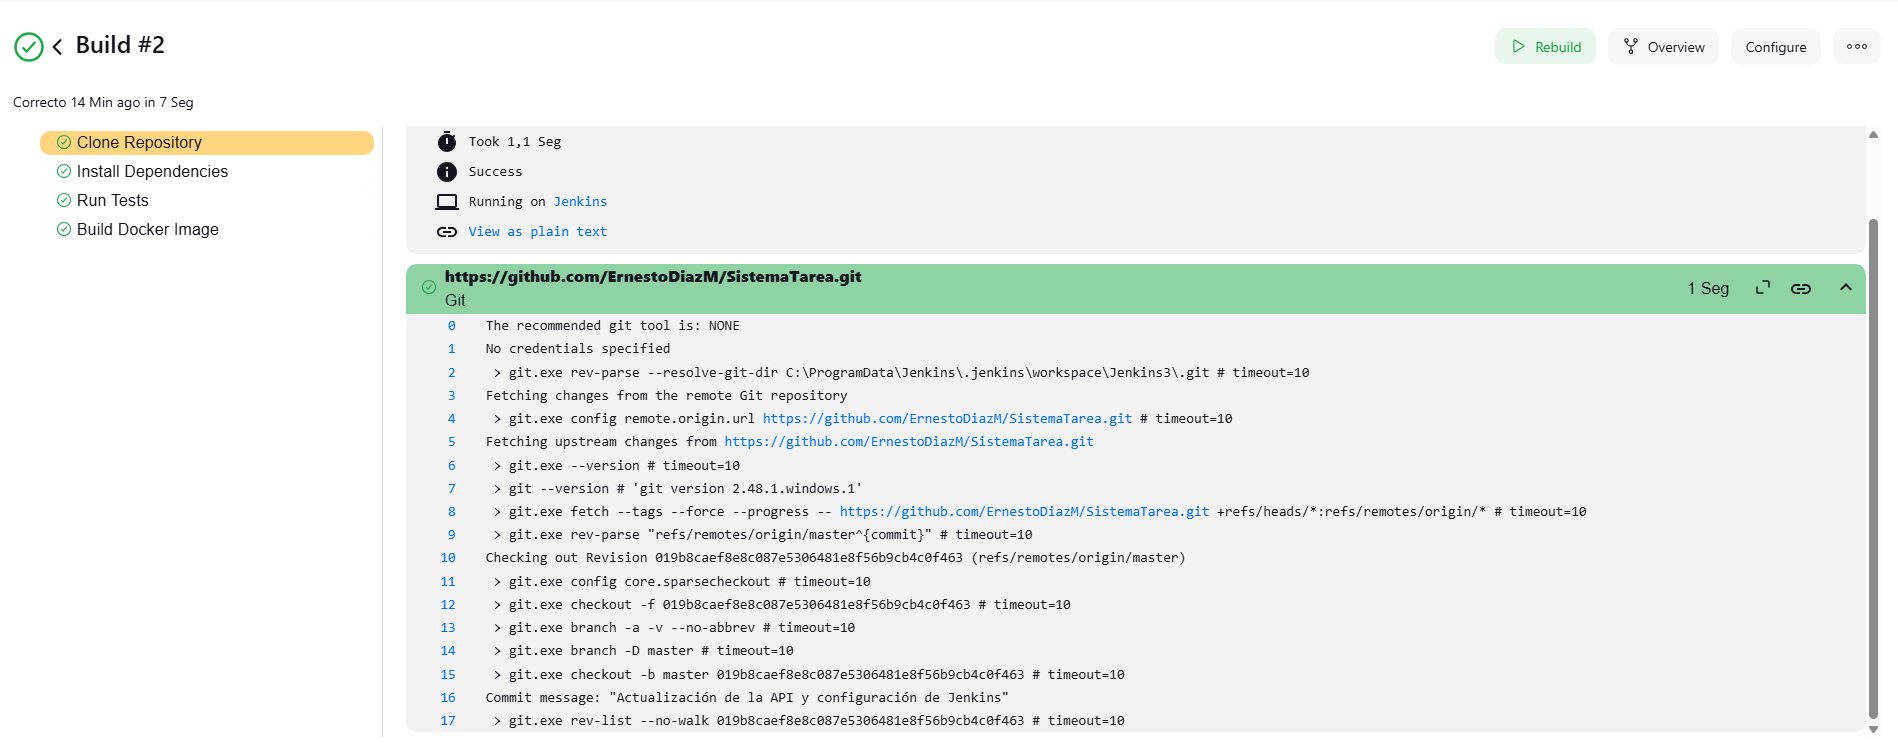 Build #2
Rebuild
Overview
Configure
Correcto 14 Min ago in 7 Seg
Clone Repository
Install Dependencies
Run Tests
Build Docker Image
Took 1,1 Seg
Success
Running on Jenkins
View as plain text
https://github.com/ErnestoDiazM/SistemaTarea.git
Git
1 Seg
0 The recommended git tool is: NONE
1 No credentials specified
2 > git.exe rev-parse --resolve-git-dir C:\ProgramData\Jenkins\.jenkins\workspace\Jenkins3\.git # timeout=10
3 Fetching changes from the remote Git repository
4 > git.exe config remote.origin.url https://github.com/ErnestoDiazM/SistemaTarea.git # timeout=10
5 Fetching upstream changes from https://github.com/ErnestoDiazM/SistemaTarea.git
6 > git.exe --version # timeout=10
7 > git --version # 'git version 2.48.1.windows.1'
8 > git.exe fetch --tags --force --progress -- https://github.com/ErnestoDiazM/SistemaTarea.git +refs/heads/*:refs/remotes/origin/* # timeout=10
9 > git.exe rev-parse "refs/remotes/origin/master^{commit}" # timeout=10
10 Checking out Revision 019b8caef8e8c087e5306481e8f56b9cb4c0f463 (refs/remotes/origin/master)
11 > git.exe config core.sparsecheckout # timeout=10
12 > git.exe checkout -f 019b8caef8e8c087e5306481e8f56b9cb4c0f463 # timeout=10
13 > git.exe branch -a -v --no-abbrev # timeout=10
14 > git.exe branch -D master # timeout=10
15 > git.exe checkout -b master 019b8caef8e8c087e5306481e8f56b9cb4c0f463 # timeout=10
16 Commit message: "Actualización de la API y configuración de Jenkins"
17 > git.exe rev-list --no-walk 019b8caef8e8c087e5306481e8f56b9cb4c0f463 # timeout=10